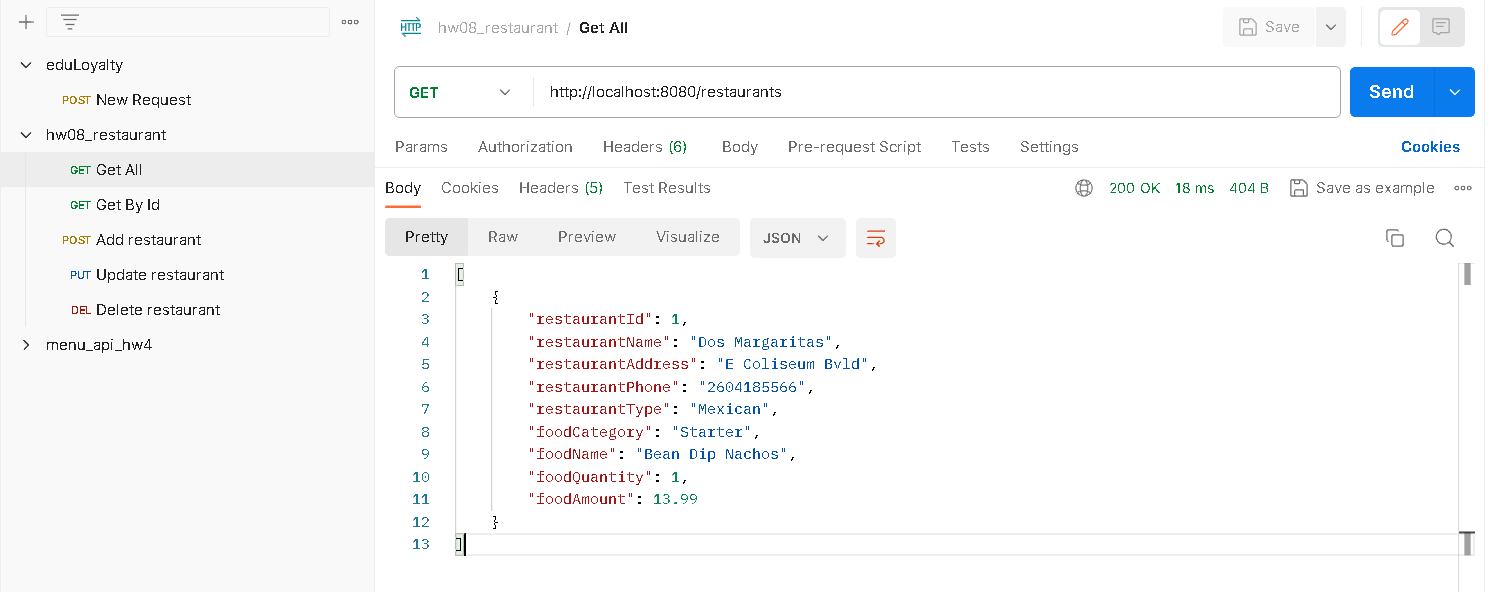 hw08_restaurant / Get All
Save
eduLoyalty
POST New Request
hw08_restaurant
GET Get All
GET Get By Id
POST Add restaurant
PUT Update restaurant
DEL Delete restaurant
menu_api_hw4
GET http://localhost:8080/restaurants Send
Params Authorization Headers (6) Body Pre-request Script Tests Settings Cookies
Body Cookies Headers (5) Test Results 200 OK 18 ms 404 B Save as example
Pretty Raw Preview Visualize JSON
1 [
2 {
3 "restaurantId": 1,
4 "restaurantName": "Dos Margaritas",
5 "restaurantAddress": "E Coliseum Bvld",
6 "restaurantPhone": "2604185566",
7 "restaurantType": "Mexican",
8 "foodCategory": "Starter",
9 "foodName": "Bean Dip Nachos",
10 "foodQuantity": 1,
11 "foodAmount": 13.99
12 }
13 ]